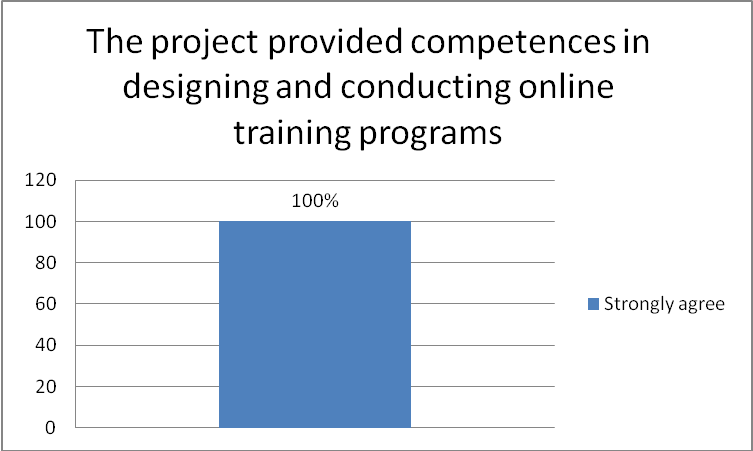 The project provided competences in
designing and conducting online
training programs
120
100%
100
80
60
Strongly agree
40
20
0